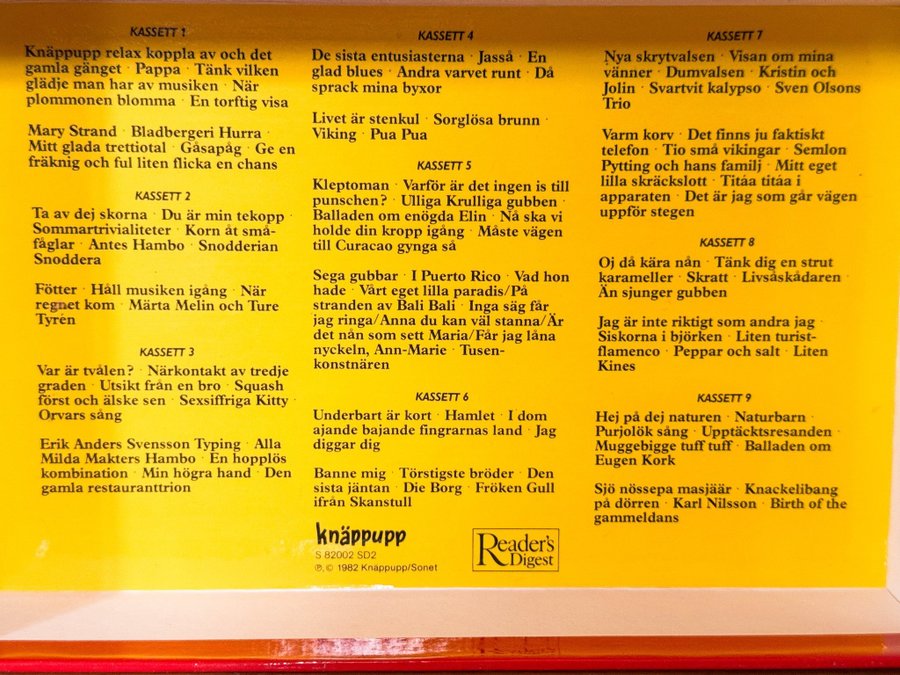 KASSETT 1
Knäppupp relax koppla av och det
gamla gänget · Pappa · Tänk vilken
glädje man har av musiken · När
plommonen blomma · En torftig visa
Mary Strand · Bladbergeri Hurra ·
Mitt glada trettiotal · Gåsapåg · Ge en
fräknig och ful liten flicka en chans
KASSETT 2
Ta av dej skorna · Du är min tekopp ·
Sommartrivialiteter · Korn åt små-
fåglar · Antes Hambo · Snodderian
Snoddera
Fötter · Håll musiken igång · När
regnet kom · Märta Melin och Ture
Tyrén
KASSETT 3
Var är tvålen? · Närkontakt av tredje
graden · Utsikt från en bro · Squash
först och älske sen · Sexsiffriga Kitty ·
Orvars sång
Erik Anders Svensson Typing · Alla
Milda Makters Hambo · En hopplös
kombination · Min högra hand · Den
gamla restauranttrion
KASSETT 4
De sista entusiasterna · Jasså · En
glad blues · Andra varvet runt · Då
sprack mina byxor
Livet är stenkul · Sorglösa brunn ·
Viking · Pua Pua
KASSETT 5
Kleptoman · Varför är det ingen is till
punschen? · Ulliga Krulliga gubben ·
Balladen om enögda Elin · Nå ska vi
holde din kropp igång · Måste vägen
till Curacao gynga så
Sega gubbar · I Puerto Rico · Vad hon
hade · Vårt eget lilla paradis/På
stranden av Bali Bali · Inga säg får
jag ringa/Anna du kan väl stanna/Är
det nån som sett Maria/Får jag låna
nyckeln, Ann-Marie · Tusen-
konstnären
KASSETT 6
Underbart är kort · Hamlet · I dom
ajande bajande fingrarnas land · Jag
diggar dig
Banne mig · Törstigste bröder · Den
sista jäntan · Die Borg · Fröken Gull
ifrån Skanstull
knäppupp
S 82002 SD2
℗,© 1982 Knäppupp/Sonet
Reader's
Digest
KASSETT 7
Nya skrytvalsen · Visan om mina
vänner · Dumvalsen · Kristin och
Jolin · Svartvit kalypso · Sven Olsons
Trio
Varm korv · Det finns ju faktiskt
telefon · Tio små vikingar · Semlon
Pytting och hans familj · Mitt eget
lilla skräckslott · Titåa titåa i
apparaten · Det är jag som går vägen
uppför stegen
KASSETT 8
Oj då kära nån · Tänk dig en strut
karameller · Skratt · Livsåskådaren ·
Än sjunger gubben
Jag är inte riktigt som andra jag ·
Siskorna i björken · Liten turist-
flamenco · Peppar och salt · Liten
Kines
KASSETT 9
Hej på dej naturen · Naturbarn ·
Purjolök sång · Upptäcktsresanden ·
Muggebigge tuff tuff · Balladen om
Eugen Kork
Sjö nössepa masjäär · Knackelibang
på dörren · Karl Nilsson · Birth of the
gammeldans